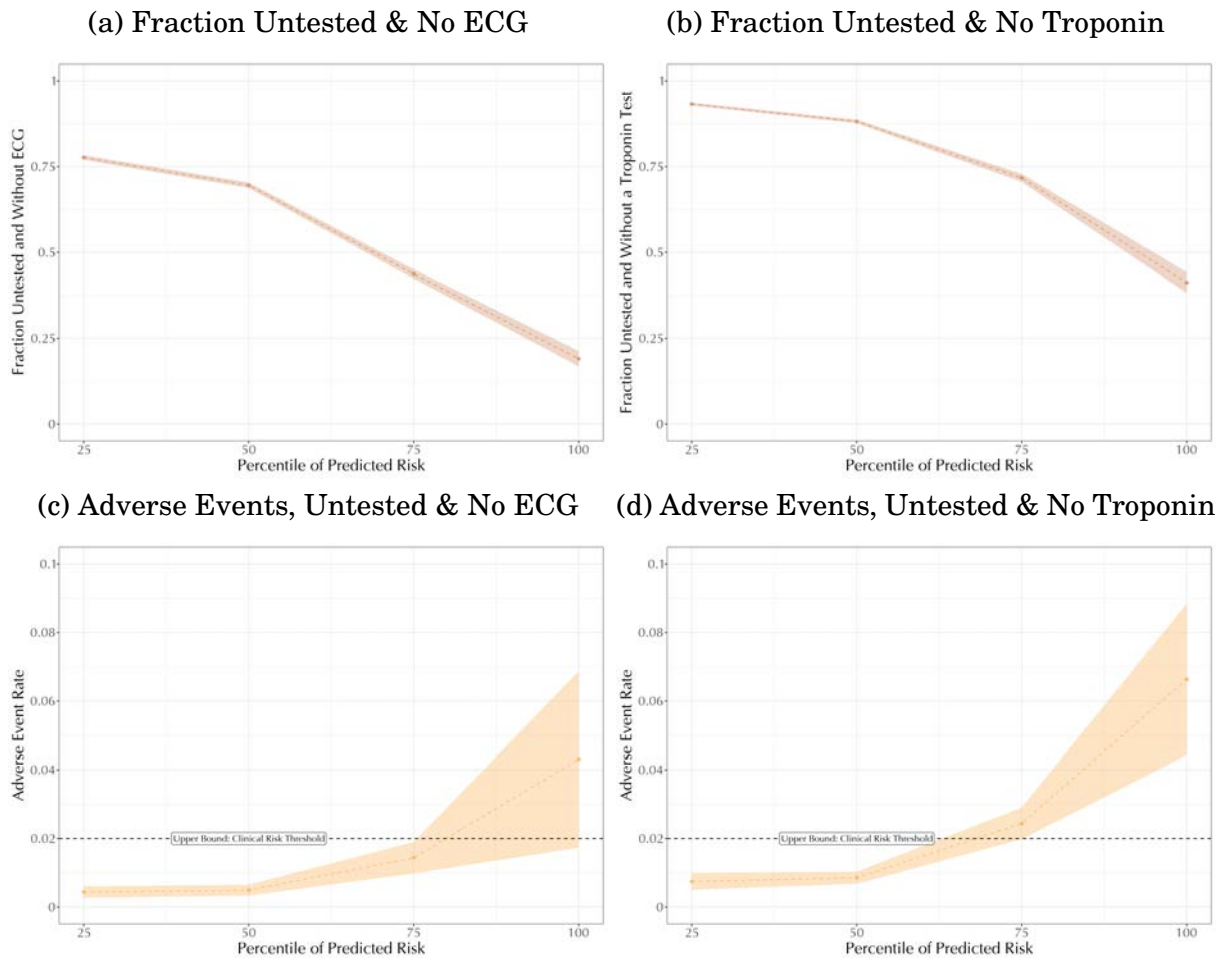 (a) Fraction Untested & No ECG
(b) Fraction Untested & No Troponin
Fraction Untested and Without ECG
1
0.75
0.5
0.25
0
25 50 75 100
Percentile of Predicted Risk
Fraction Untested and Without a Troponin Test
1
0.75
0.5
0.25
0
25 50 75 100
Percentile of Predicted Risk
(c) Adverse Events, Untested & No ECG
(d) Adverse Events, Untested & No Troponin
Adverse Event Rate
0.1
0.08
0.06
0.04
0.02
0
Upper Bound: Clinical Risk Threshold
25 50 75 100
Percentile of Predicted Risk
Adverse Event Rate
0.1
0.08
0.06
0.04
0.02
0
Upper Bound: Clinical Risk Threshold
25 50 75 100
Percentile of Predicted Risk